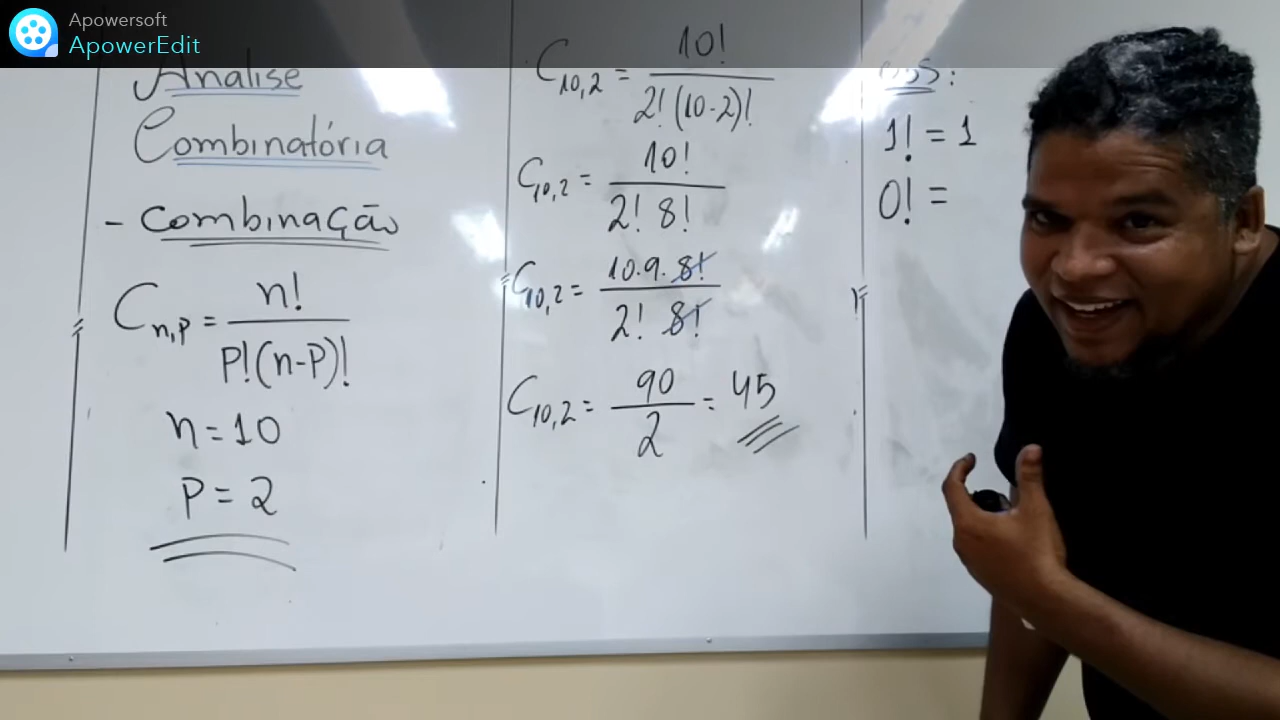 Apowersoft
ApowerEdit
Análise
Combinatória
- Combinação
C n,p = n! / P!(n-P)!
n = 10
P = 2
C 10,2 = 10! / 2!(10-2)!
C 10,2 = 10! / 2! 8!
C 10,2 = 10.9.8! / 2! 8!
C 10,2 = 90 / 2 = 45
1! = 1
0! =